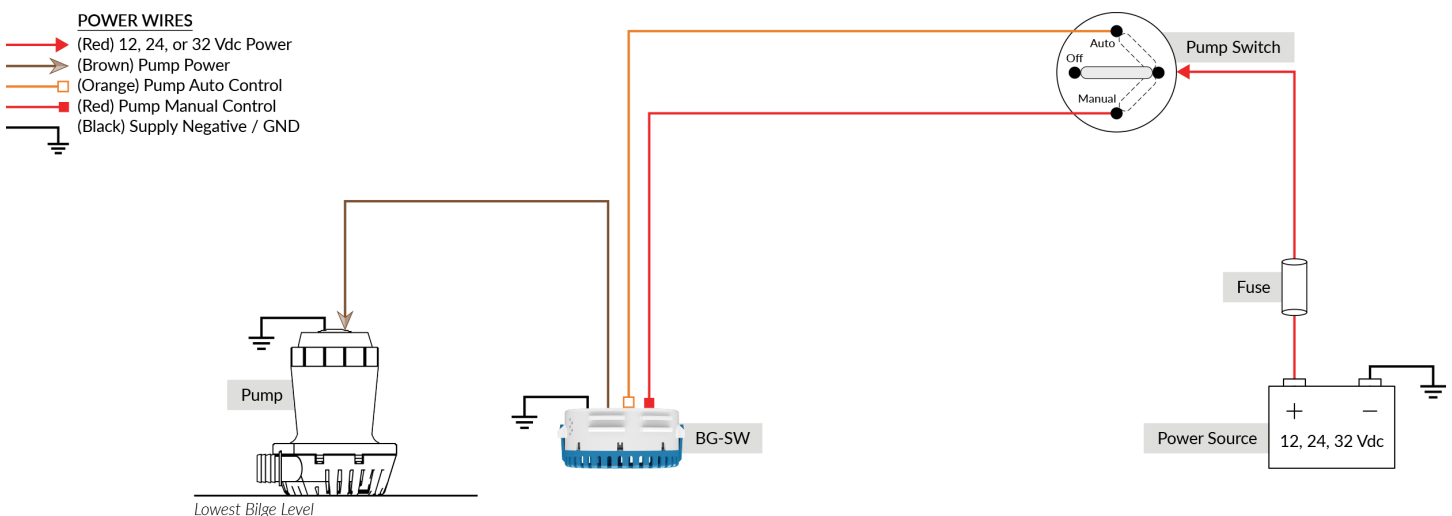 POWER WIRES
(Red) 12, 24, or 32 Vdc Power
(Brown) Pump Power
(Orange) Pump Auto Control
(Red) Pump Manual Control
(Black) Supply Negative / GND
Auto
Off
Manual
Pump Switch
Fuse
Pump
BG-SW
Power Source
+ −
12, 24, 32 Vdc
Lowest Bilge Level